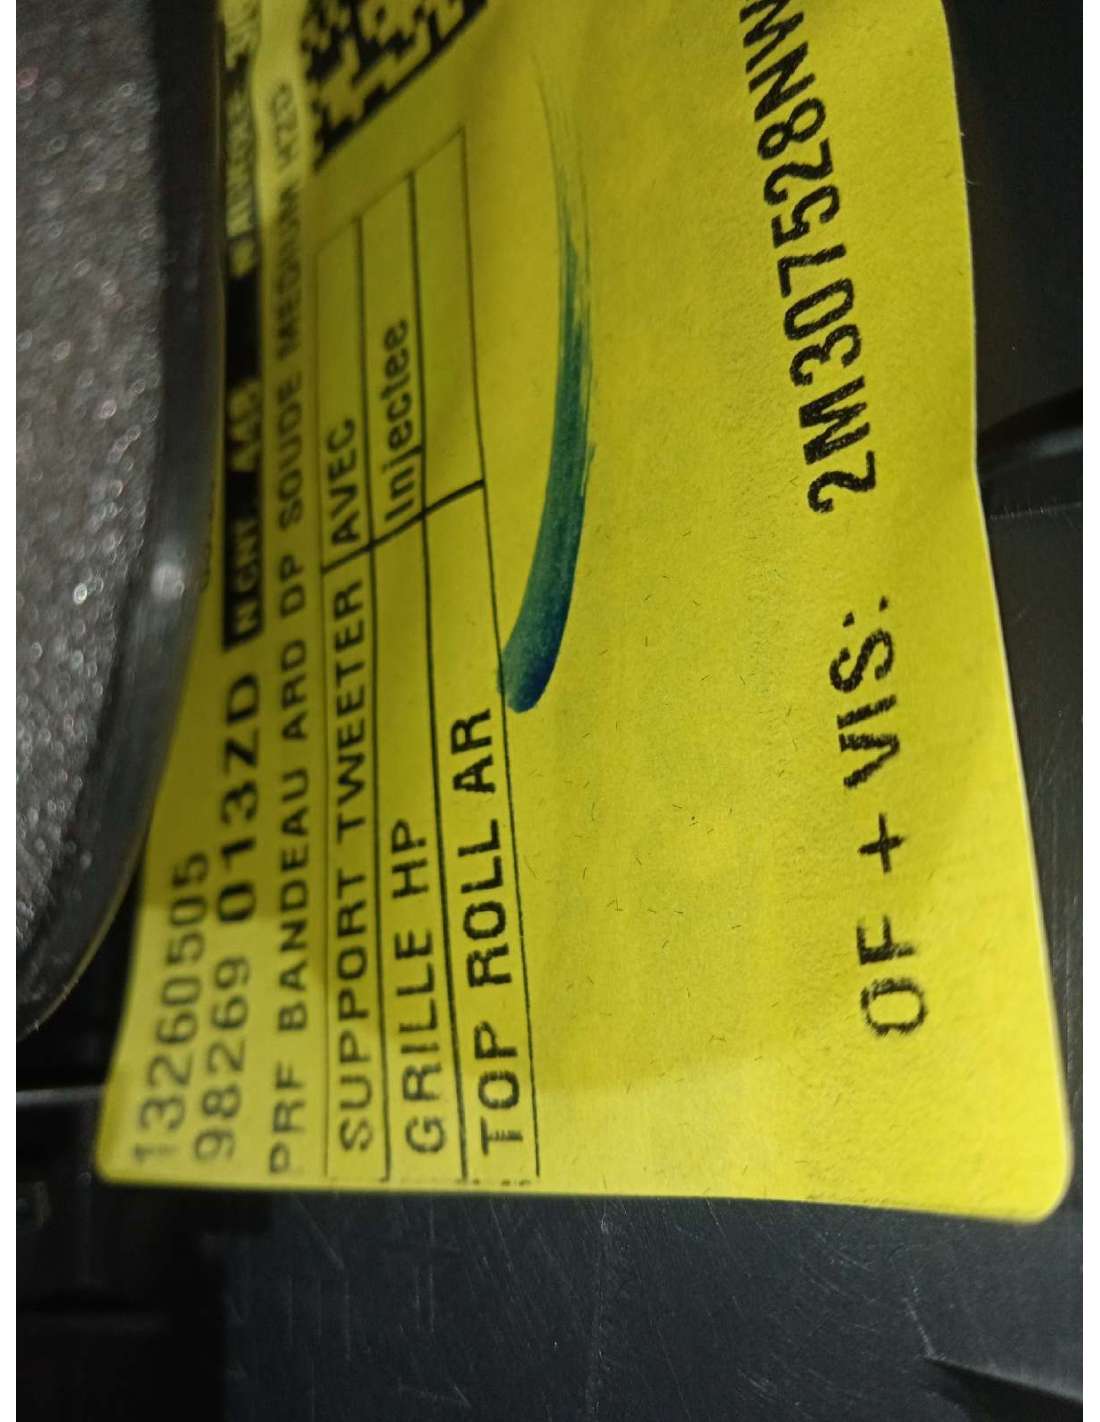 13260505
98269 013ZD
PRF BANDEAU ARD DP SOUDE MEDIUM
SUPPORT TWEETER AVEC
GRILLE HP Injectee
TOP ROLL AR
OF + VIS: 2M307528NW